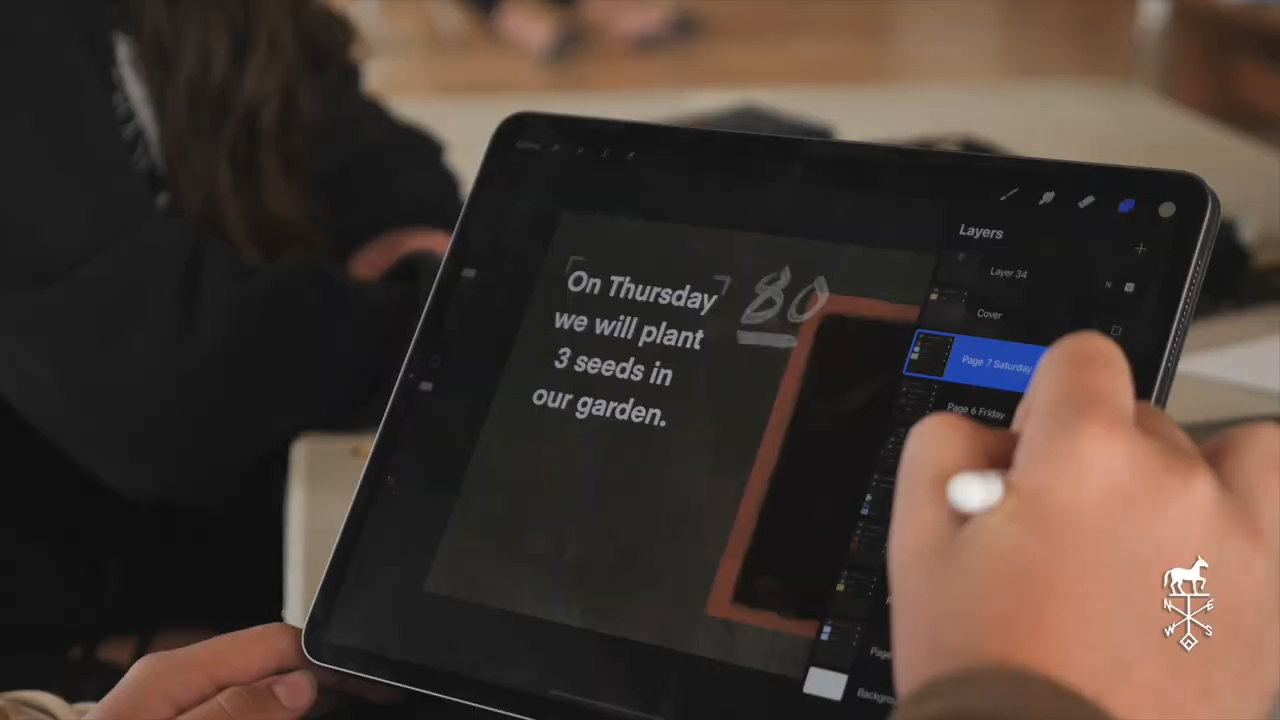 Layers
Layer 34
Cover
Page 7 Saturday
Page 6 Friday
On Thursday
we will plant
3 seeds in
our garden.
80
N
N
E
W
S